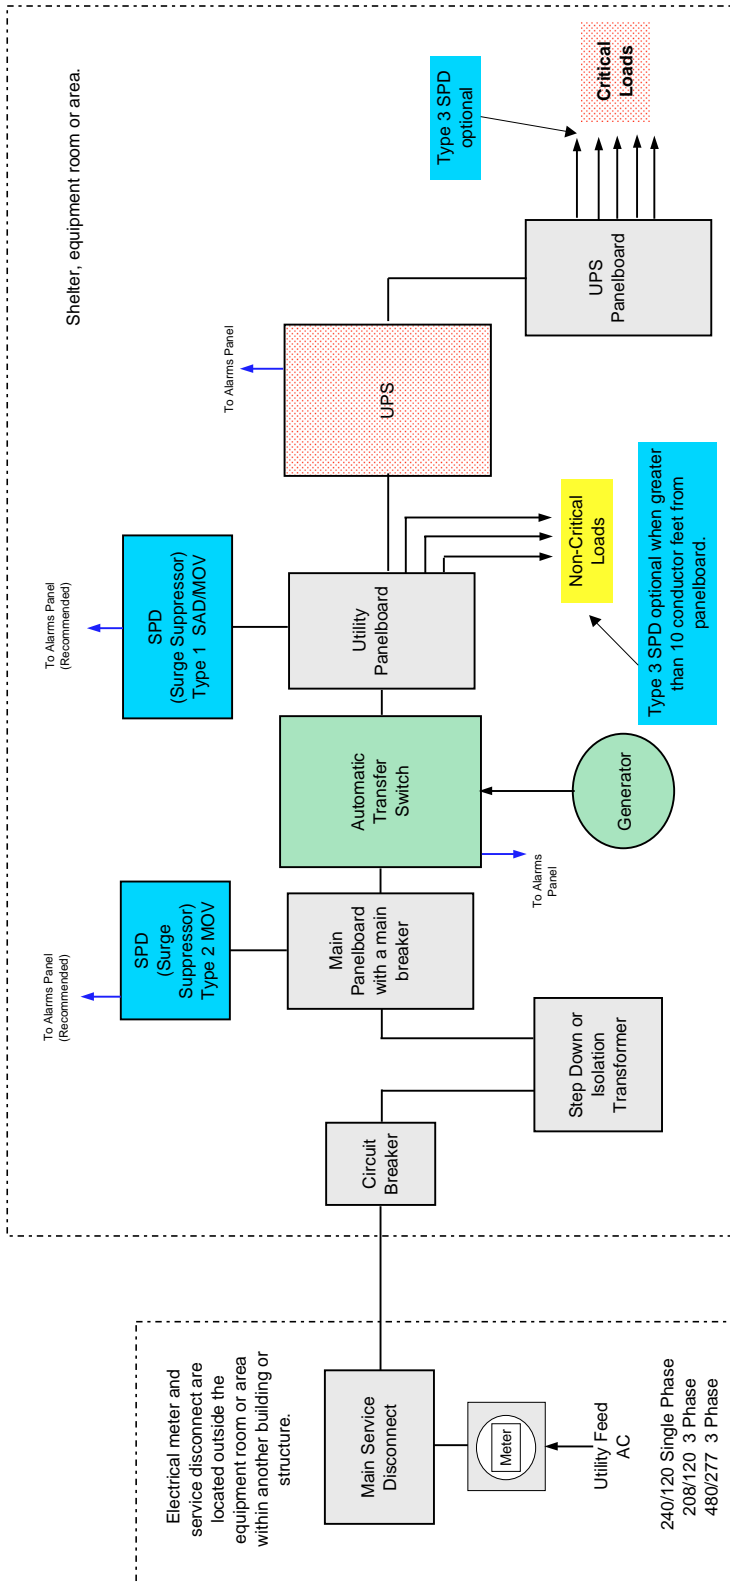 Electrical meter and
service disconnect are
located outside the
equipment room or area
within another building or
structure.
Main Service
Disconnect
Meter
Utility Feed
AC
240/120 Single Phase
208/120 3 Phase
480/277 3 Phase
Shelter, equipment room or area.
Circuit
Breaker
Step Down or
Isolation
Transformer
To Alarms Panel
(Recommended)
SPD
(Surge
Suppressor)
Type 2 MOV
Main
Panelboard
with a main
breaker
Automatic
Transfer
Switch
To Alarms
Panel
Generator
To Alarms Panel
(Recommended)
SPD
(Surge Suppressor)
Type 1 SAD/MOV
Utility
Panelboard
Non-Critical
Loads
Type 3 SPD optional when greater
than 10 conductor feet from
panelboard.
To Alarms Panel
UPS
UPS
Panelboard
Type 3 SPD
optional
Critical
Loads